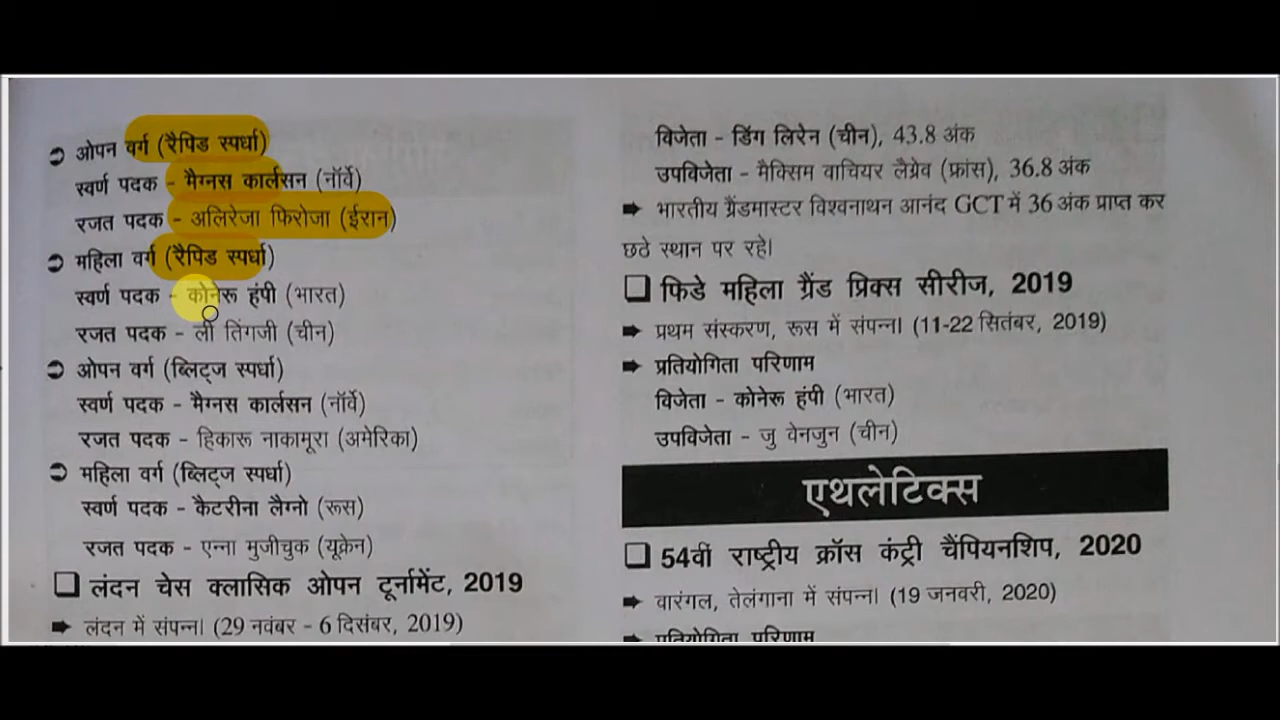 ओपन वर्ग (रैपिड स्पर्धा)
स्वर्ण पदक - मैग्नस कार्लसन (नॉर्वे)
रजत पदक - अलिरेजा फिरोजा (ईरान)
महिला वर्ग (रैपिड स्पर्धा)
स्वर्ण पदक - कोनेरू हंपी (भारत)
रजत पदक - ली तिंगजी (चीन)
ओपन वर्ग (ब्लिट्ज स्पर्धा)
स्वर्ण पदक - मैग्नस कार्लसन (नॉर्वे)
रजत पदक - हिकारू नाकामूरा (अमेरिका)
महिला वर्ग (ब्लिट्ज स्पर्धा)
स्वर्ण पदक - कैटरीना लैग्नो (रूस)
रजत पदक - एन्ना मुजीचुक (यूक्रेन)
लंदन चेस क्लासिक ओपन टूर्नामेंट, 2019
लंदन में संपन्न। (29 नवंबर - 6 दिसंबर, 2019)
विजेता - डिंग लिरेन (चीन), 43.8 अंक
उपविजेता - मैक्सिम वाचियर लैग्रेव (फ्रांस), 36.8 अंक
भारतीय ग्रैंडमास्टर विश्वनाथन आनंद GCT में 36 अंक प्राप्त कर
छठे स्थान पर रहे।
फिडे महिला ग्रैंड प्रिक्स सीरीज, 2019
प्रथम संस्करण, रूस में संपन्न। (11-22 सितंबर, 2019)
प्रतियोगिता परिणाम
विजेता - कोनेरू हंपी (भारत)
उपविजेता - जु वेनजुन (चीन)
एथलेटिक्स
54वीं राष्ट्रीय क्रॉस कंट्री चैंपियनशिप, 2020
वारंगल, तेलंगाना में संपन्न। (19 जनवरी, 2020)
प्रतियोगिता परिणाम